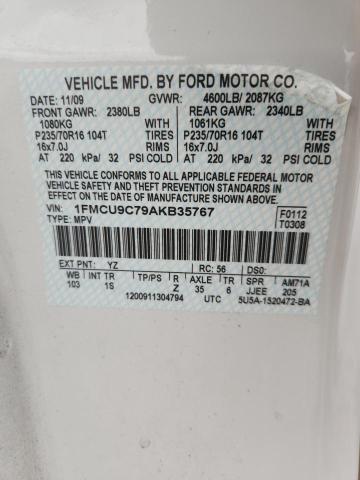 VEHICLE MFD. BY FORD MOTOR CO.
DATE: 11/09 GVWR: 4600LB/ 2087KG
FRONT GAWR: 2380LB REAR GAWR: 2340LB
1080KG 1061KG
P235/70R16 104T TIRES P235/70R16 104T TIRES
16x7.0J RIMS 16x7.0J RIMS
AT 220 kPa/ 32 PSI COLD AT 220 kPa/ 32 PSI COLD
THIS VEHICLE CONFORMS TO ALL APPLICABLE FEDERAL MOTOR
VEHICLE SAFETY AND THEFT PREVENTION STANDARDS IN
EFFECT ON THE DATE OF MANUFACTURE SHOWN ABOVE.
VIN: 1FMCU9C79AKB35767 F0112
TYPE: MPV T0308
EXT PNT: YZ RC: 56 DSO:
WB INT TR TP/PS R AXLE TR SPR AM71A
103 1S Z 35 6 JJEE 205
1200911304794 UTC 5U5A-1520472-BA